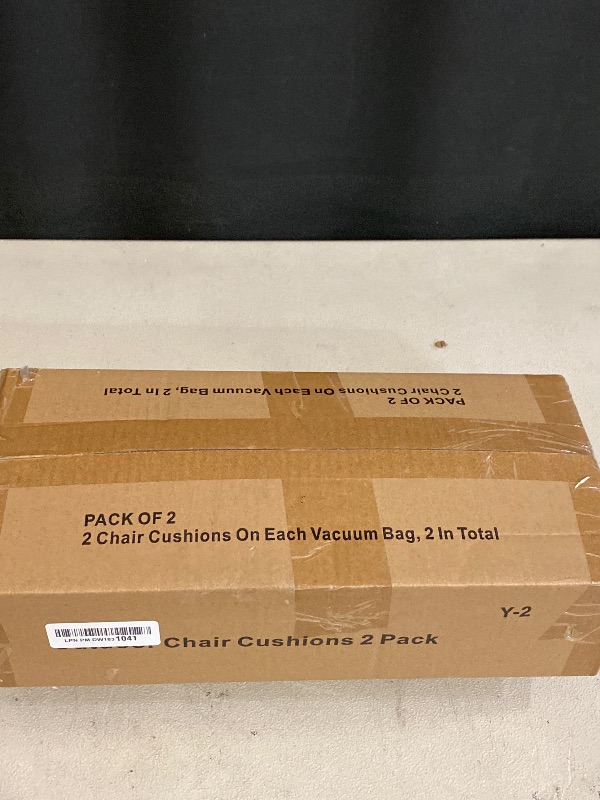 PACK OF 2
2 Chair Cushions On Each Vacuum Bag, 2 In Total
PACK OF 2
2 Chair Cushions On Each Vacuum Bag, 2 In Total
Y-2
Chair Cushions 2 Pack
1041